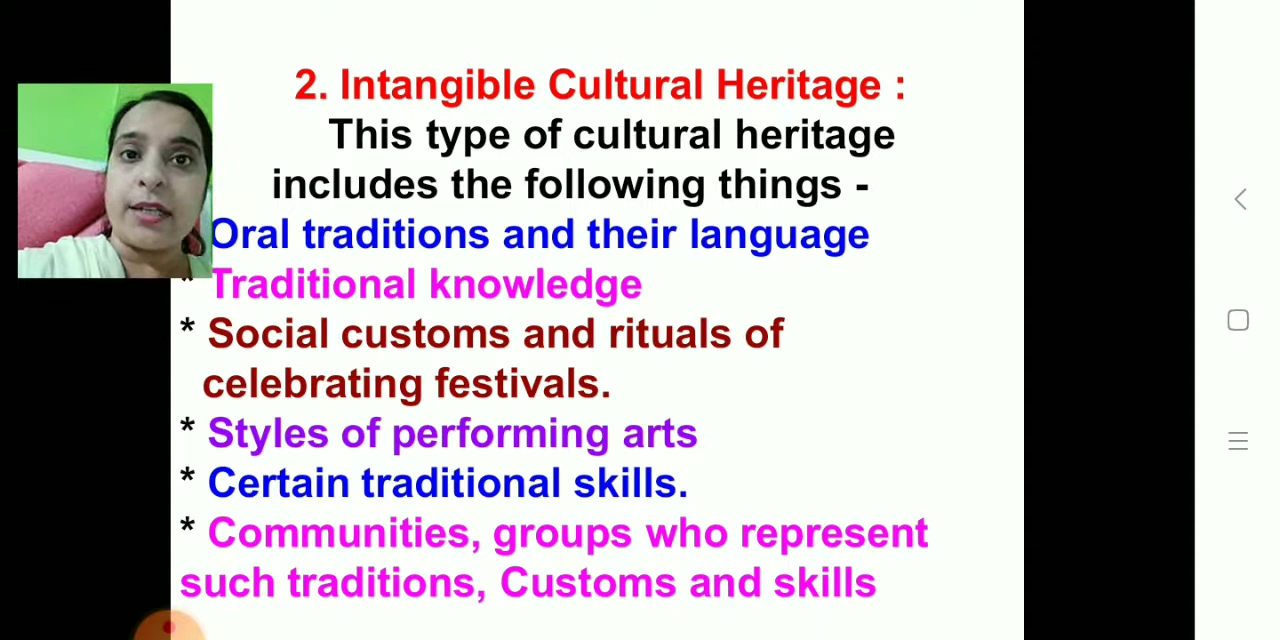 2. Intangible Cultural Heritage :
This type of cultural heritage
includes the following things -
Oral traditions and their language
* Traditional knowledge
* Social customs and rituals of
celebrating festivals.
* Styles of performing arts
* Certain traditional skills.
* Communities, groups who represent
such traditions, Customs and skills